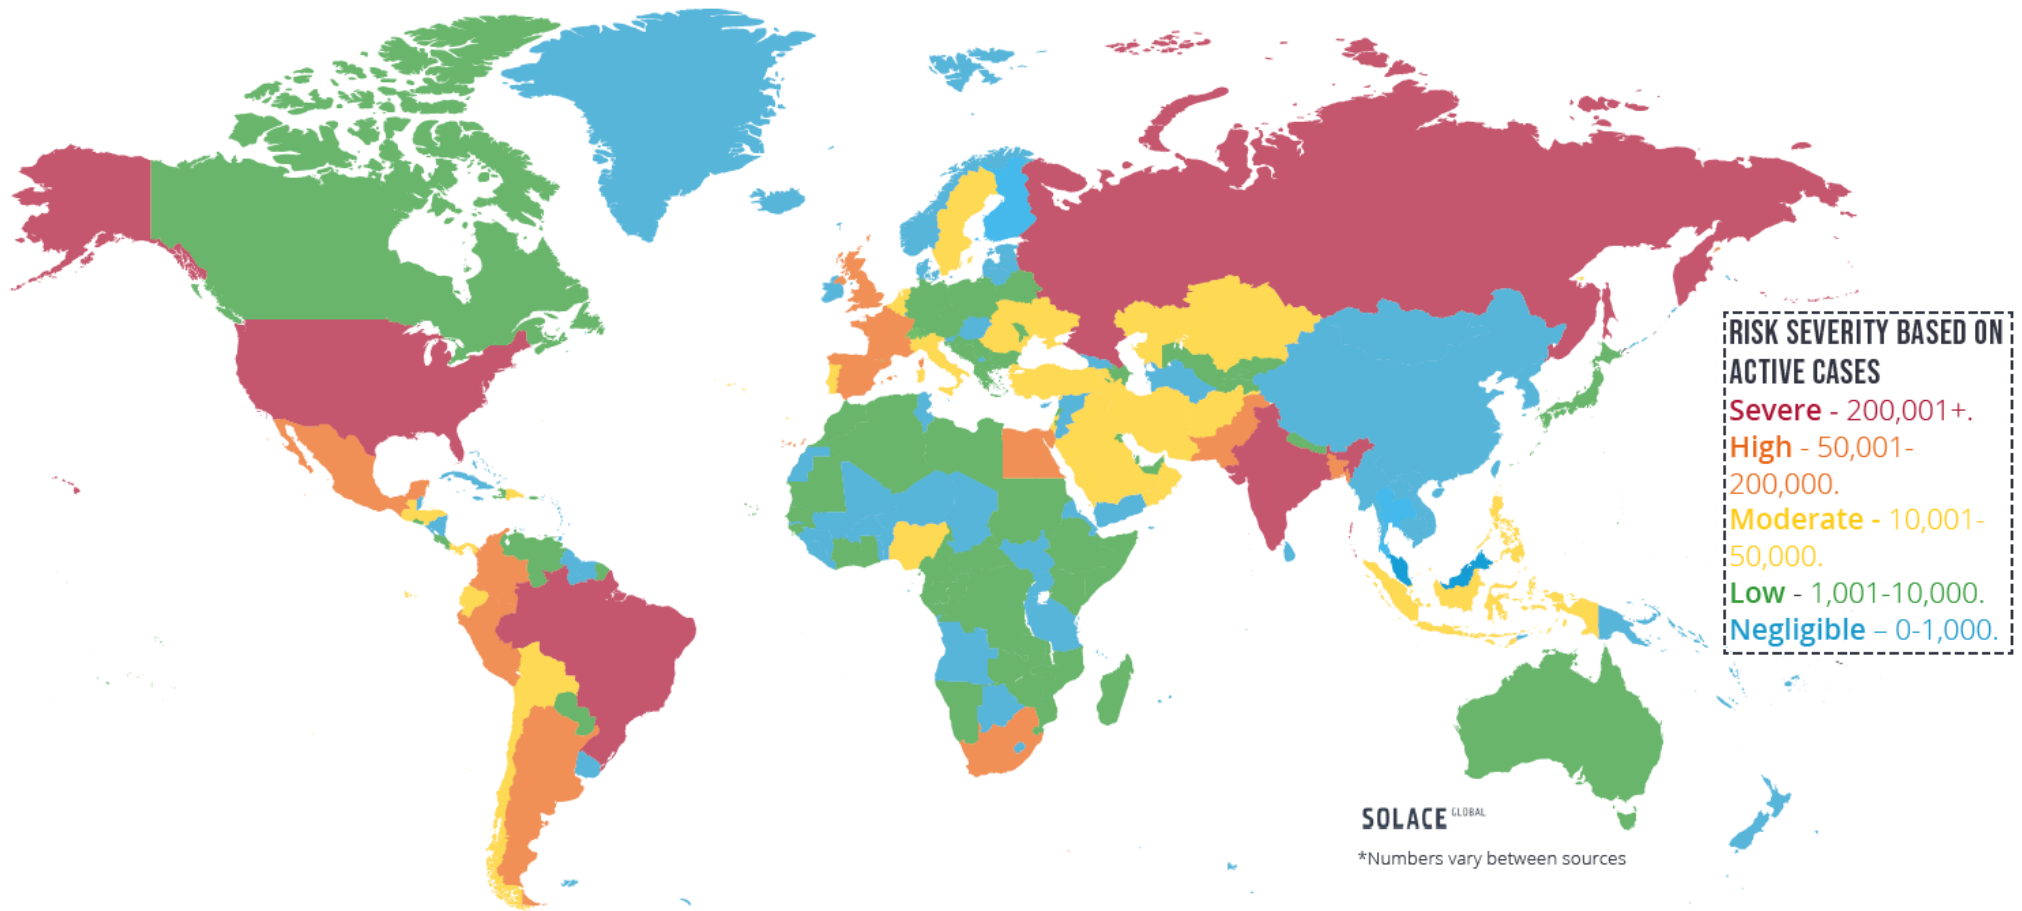 RISK SEVERITY BASED ON
ACTIVE CASES
Severe - 200,001+.
High - 50,001-
200,000.
Moderate - 10,001-
50,000.
Low - 1,001-10,000.
Negligible – 0-1,000.
SOLACE GLOBAL
*Numbers vary between sources